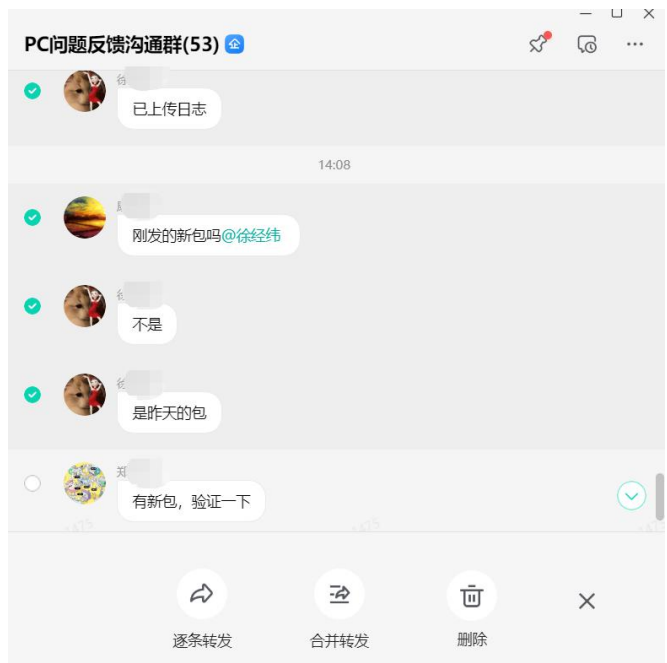 PC问题反馈沟通群(53)
已上传日志
14:08
刚发的新包吗@徐经纬
不是
是昨天的包
郑
有新包，验证一下
逐条转发
合并转发
删除